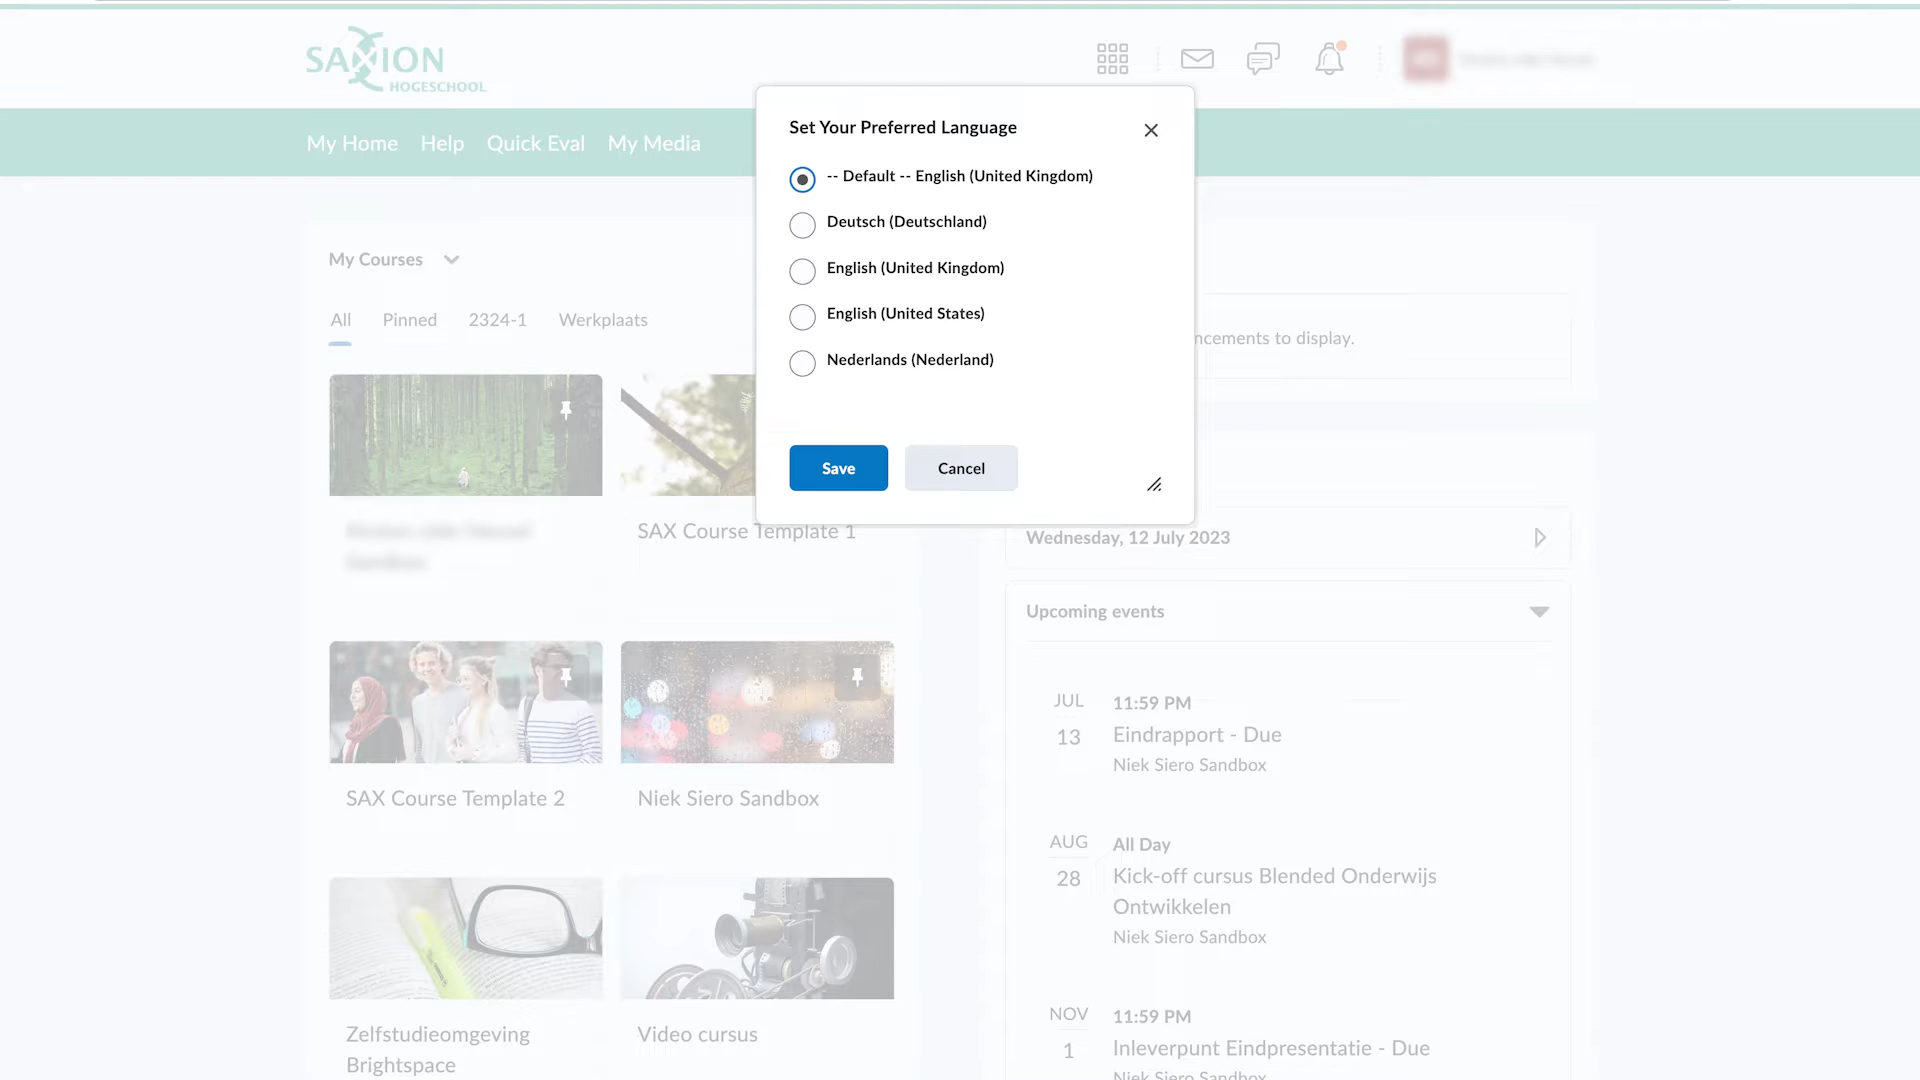 SAXION
HOGESCHOOL
My Home Help Quick Eval My Media
Set Your Preferred Language
-- Default -- English (United Kingdom)
Deutsch (Deutschland)
English (United Kingdom)
English (United States)
Nederlands (Nederland)
Save Cancel
My Courses
All Pinned 2324-1 Werkplaats
SAX Course Template 1
SAX Course Template 2
Niek Siero Sandbox
Zelfstudieomgeving
Brightspace
Video cursus
ncements to display.
Wednesday, 12 July 2023
Upcoming events
JUL
13
11:59 PM
Eindrapport - Due
Niek Siero Sandbox
AUG
28
All Day
Kick-off cursus Blended Onderwijs
Ontwikkelen
Niek Siero Sandbox
NOV
1
11:59 PM
Inleverpunt Eindpresentatie - Due
Niek Siero Sandbox